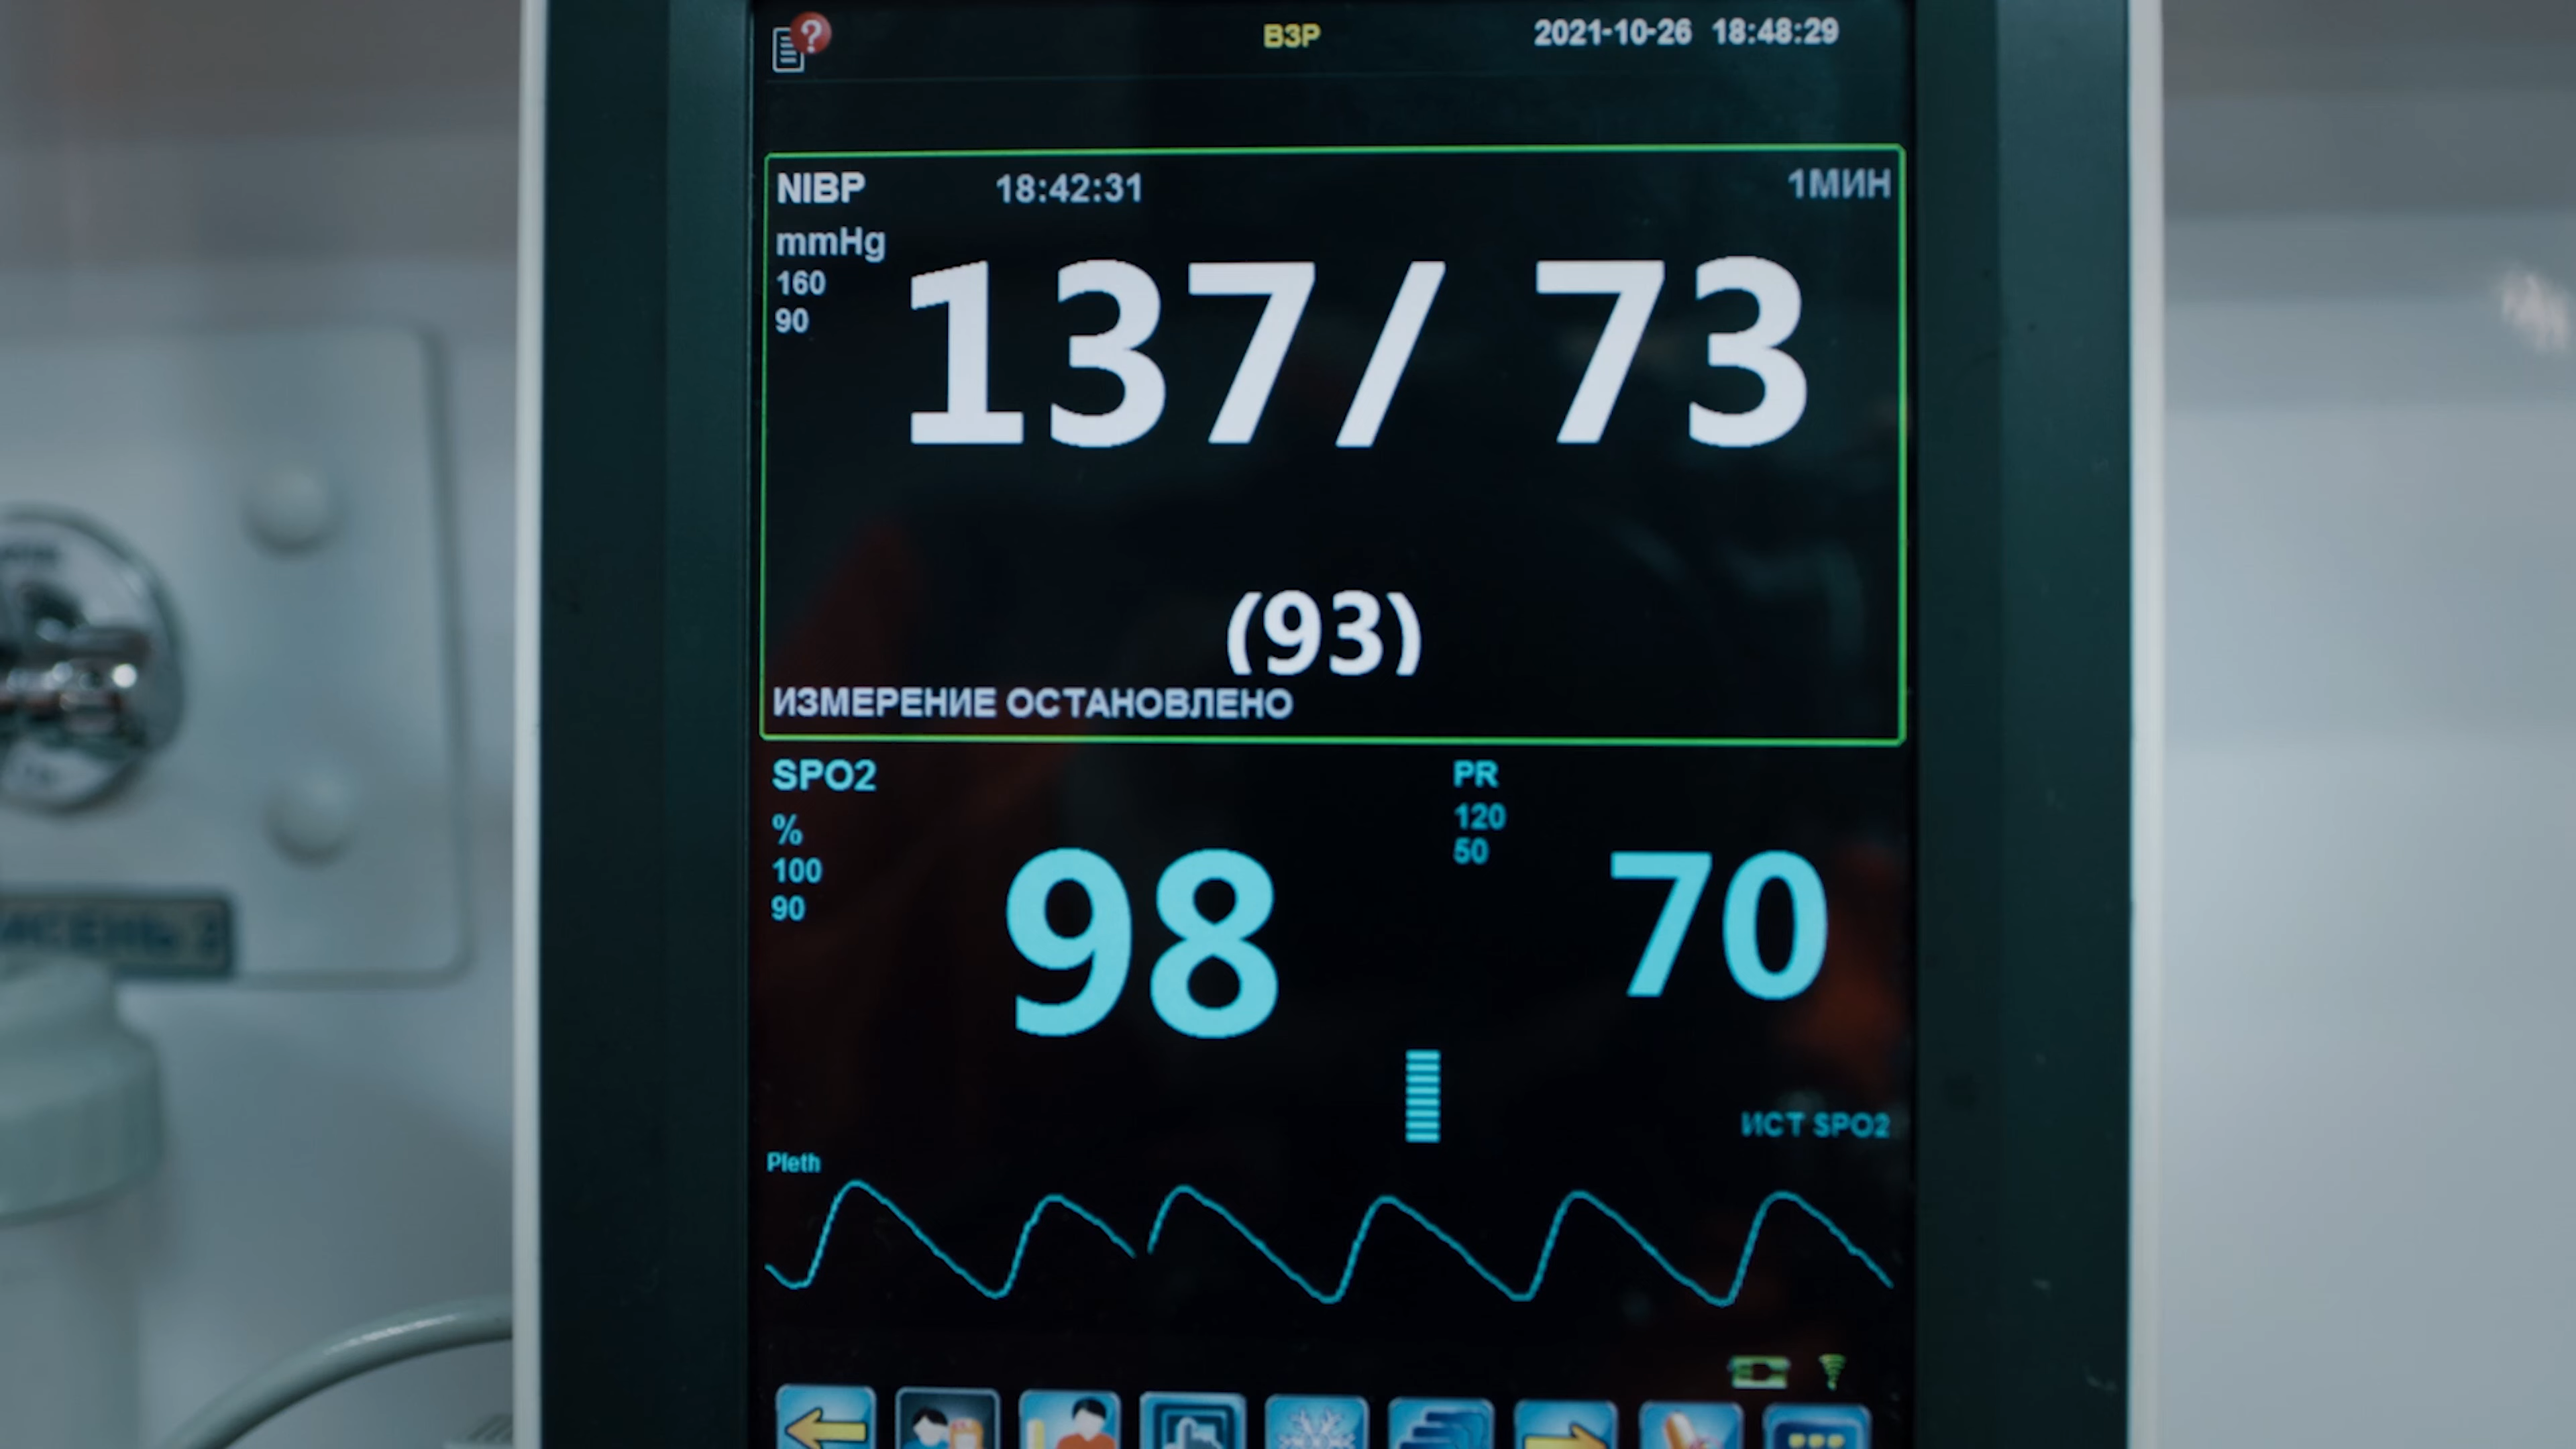 ?
ВЗР 2021-10-26 18:48:29
NIBP 18:42:31 1МИН
mmHg
160
90
137/ 73
(93)
ИЗМЕРЕНИЕ ОСТАНОВЛЕНО
SPO2
%
100
90
98
PR
120
50
70
ИСТ SPO2
Pleth